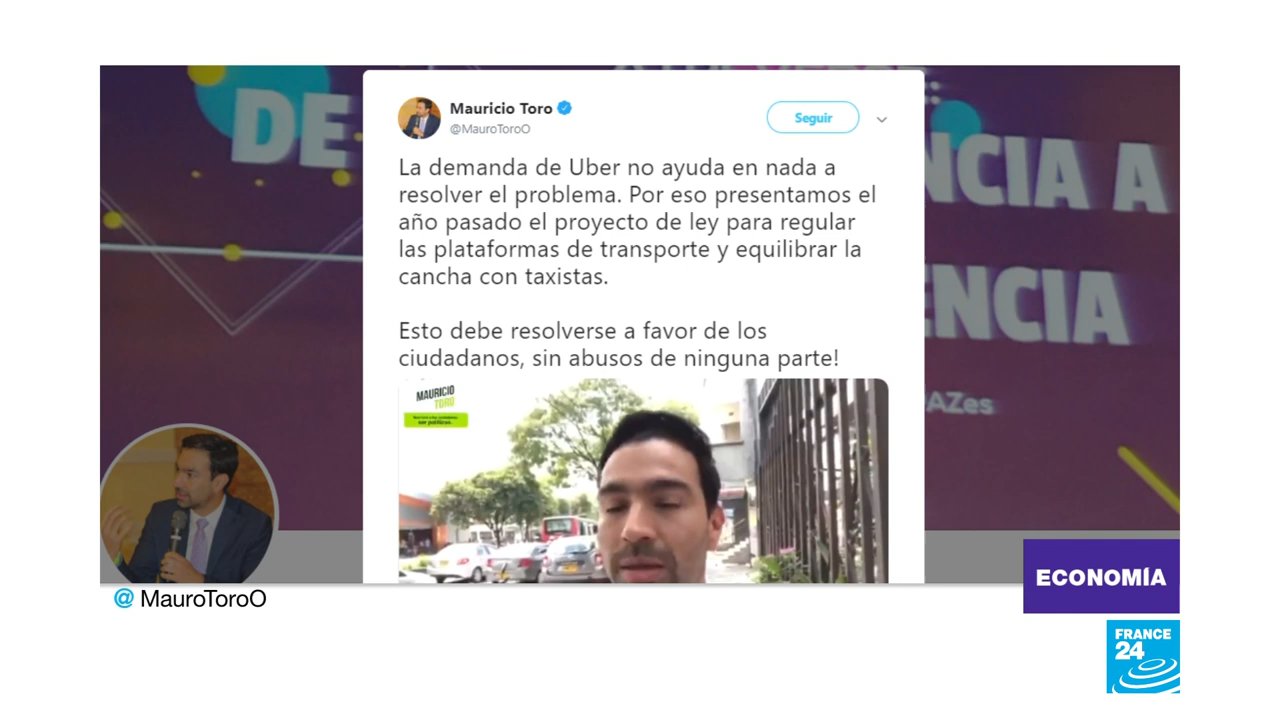 DE
NCIA A
ENCIA
AZes
Mauricio Toro
@MauroToroO
Seguir
La demanda de Uber no ayuda en nada a
resolver el problema. Por eso presentamos el
año pasado el proyecto de ley para regular
las plataformas de transporte y equilibrar la
cancha con taxistas.
Esto debe resolverse a favor de los
ciudadanos, sin abusos de ninguna parte!
MAURICIO
TORO
ser políticos.
@ MauroToroO
ECONOMÍA
FRANCE
24